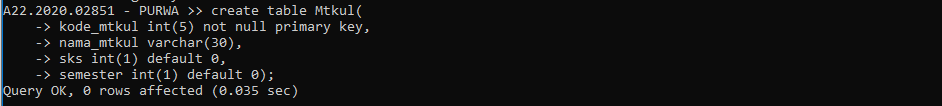 A22.2020.02851 - PURWA >> create table Mtkul(
    -> kode_mtkul int(5) not null primary key,
    -> nama_mtkul varchar(30),
    -> sks int(1) default 0,
    -> semester int(1) default 0);
Query OK, 0 rows affected (0.035 sec)